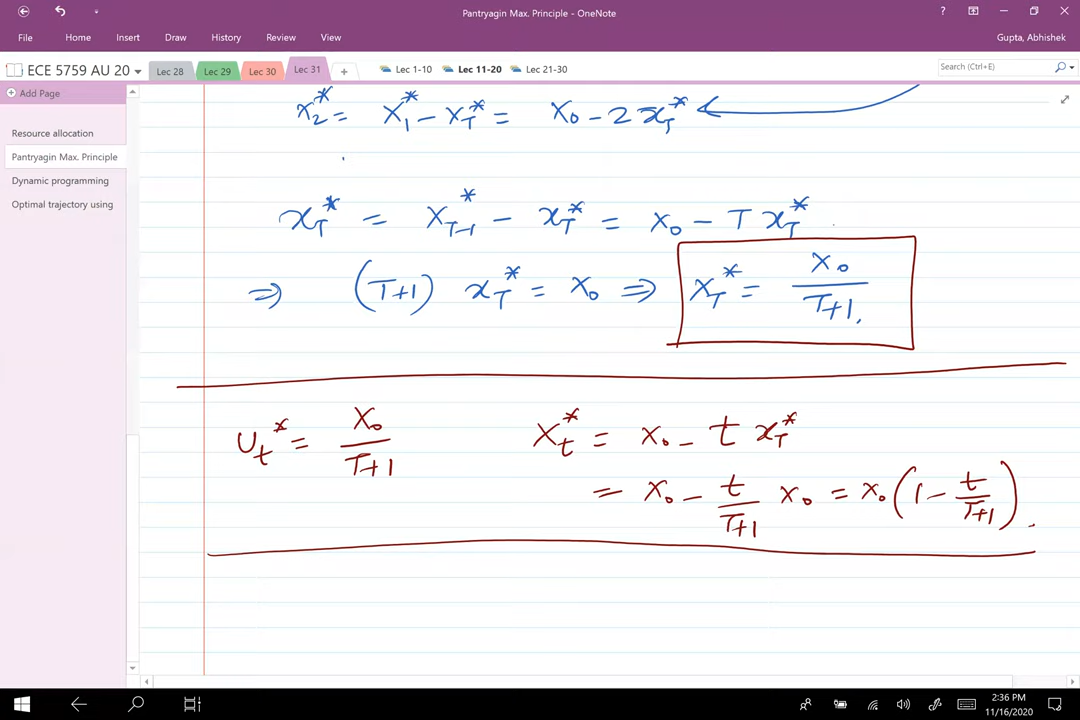 Pantryagin Max. Principle - OneNote
?
File Home Insert Draw History Review View
Gupta, Abhishek
ECE 5759 AU 20
Lec 28
Lec 29
Lec 30
Lec 31
+
Lec 1-10
Lec 11-20
Lec 21-30
Search (Ctrl+E)
Add Page
Resource allocation
Pantryagin Max. Principle
Dynamic programming
Optimal trajectory using
x₂* = x₁* - x_T* = x₀ - 2 x_T*
x_T* = x_{T-1}* - x_T* = x₀ - T x_T*
⇒ (T+1) x_T* = x₀ ⇒ x_T* = x₀/(T+1).
u_t* = x₀/(T+1)
x_t* = x₀ - t x_T*
= x₀ - t/(T+1) x₀ = x₀(1 - t/(T+1)).
2:36 PM
11/16/2020